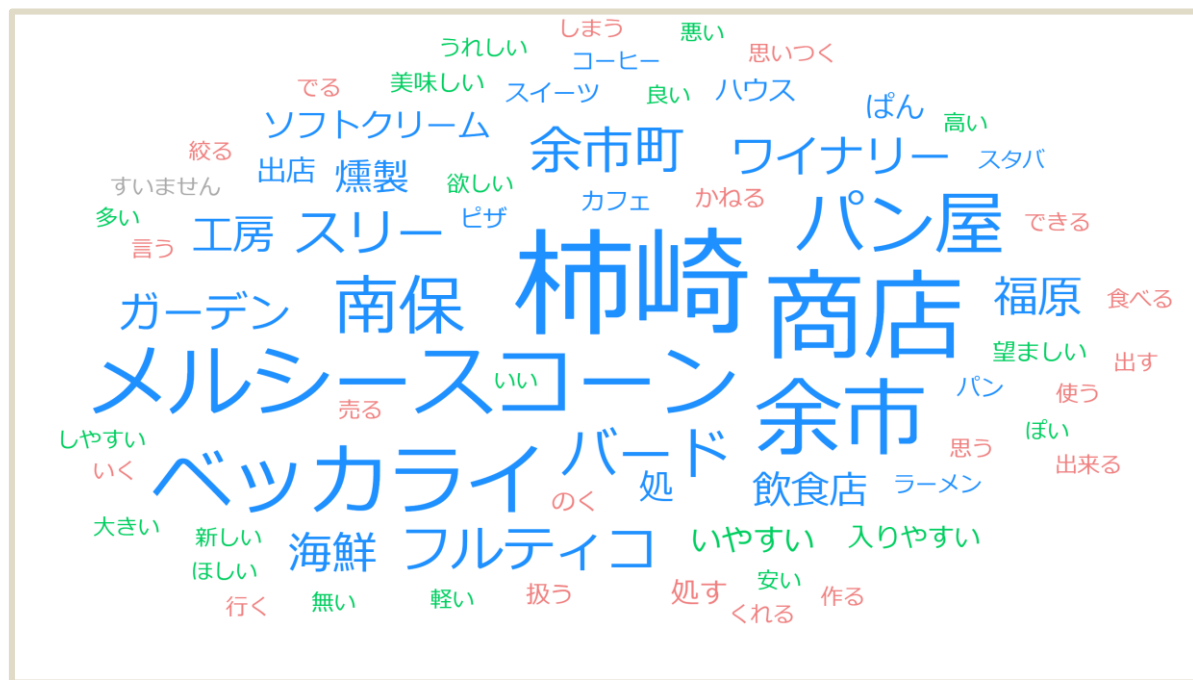 しまう
悪い
うれしい
コーヒー
思いつく
でる
美味しい
スイーツ
良い
ハウス
ぱん
ソフトクリーム
余市町
ワイナリー
高い
絞る
出店
燻製
欲しい
スタバ
すいません
カフェ
かねる
多い
工房
スリー
ピザ
パン屋
できる
言う
柿崎
商店
福原
食べる
ガーデン
南保
望ましい
出す
メルシー
スコーン
いい
余市
パン
使う
売る
しやすい
ぽい
いく
ベッカライ
バード
思う
出来る
処
のく
飲食店
ラーメン
大きい
新しい
海鮮
フルティコ
いやすい
入りやすい
ほしい
行く
無い
軽い
扱う
処す
安い
くれる
作る